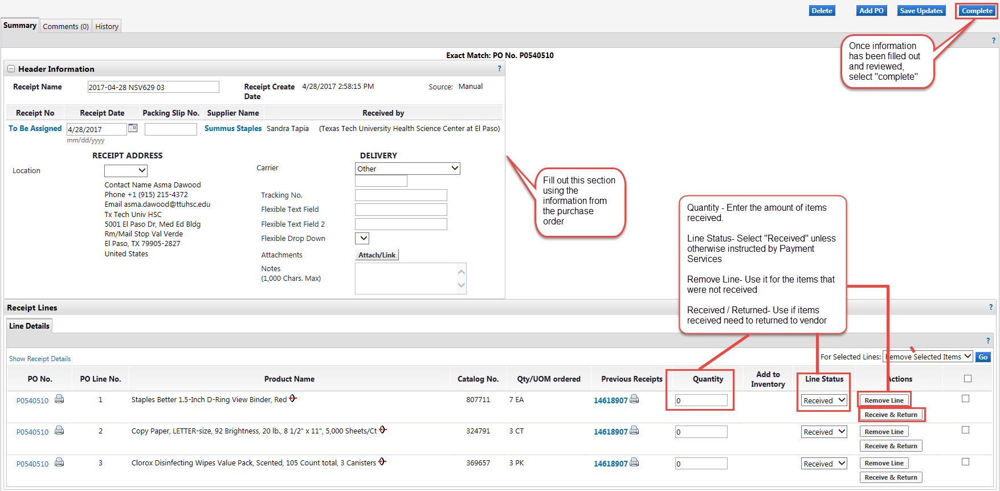 Delete Add PO Save Updates Complete
Summary Comments (0) History
?
Once information
has been filled out
and reviewed,
select "complete"
Exact Match: PO No. P0540510
Header Information ?
Receipt Name 2017-04-28 NSV629 03 Receipt Create 4/28/2017 2:58:15 PM Source: Manual
Date
Receipt No Receipt Date Packing Slip No. Supplier Name Received by
To Be Assigned 4/28/2017 Summus Staples Sandra Tapia (Texas Tech University Health Science Center at El Paso)
mm/dd/yyyy
RECEIPT ADDRESS
Location
Contact Name Asma Dawood
Phone +1 (915) 215-4372
Email asma.dawood@ttuhsc.edu
Tx Tech Univ HSC
5001 El Paso Dr, Med Ed Bldg
Rm/Mail Stop Val Verde
El Paso, TX 79905-2827
United States
DELIVERY
Carrier Other
Tracking No.
Flexible Text Field
Flexible Text Field 2
Flexible Drop Down
Attachments Attach/Link
Notes
(1,000 Chars. Max)
Fill out this section
using the
information from
the purchase
order
Quantity - Enter the amount of items
received.
Line Status- Select "Received" unless
otherwise instructed by Payment
Services
Remove Line- Use it for the items that
were not received
Received / Returned- Use if items
received need to returned to vendor
Receipt Lines ?
Line Details
?
Show Receipt Details For Selected Lines: Remove Selected Items Go
PO No. PO Line No. Product Name Catalog No. Qty/UOM ordered Previous Receipts Quantity Add to Line Status Actions
Inventory
P0540510 1 Staples Better 1.5-Inch D-Ring View Binder, Red 807711 7 EA 14618907 0 Received Remove Line
Receive & Return
P0540510 2 Copy Paper, LETTER-size, 92 Brightness, 20 lb., 8 1/2" x 11", 5,000 Sheets/Ct 324791 3 CT 14618907 0 Received Remove Line
Receive & Return
P0540510 3 Clorox Disinfecting Wipes Value Pack, Scented, 105 Count total, 3 Canisters 369657 3 PK 14618907 0 Received Remove Line
Receive & Return